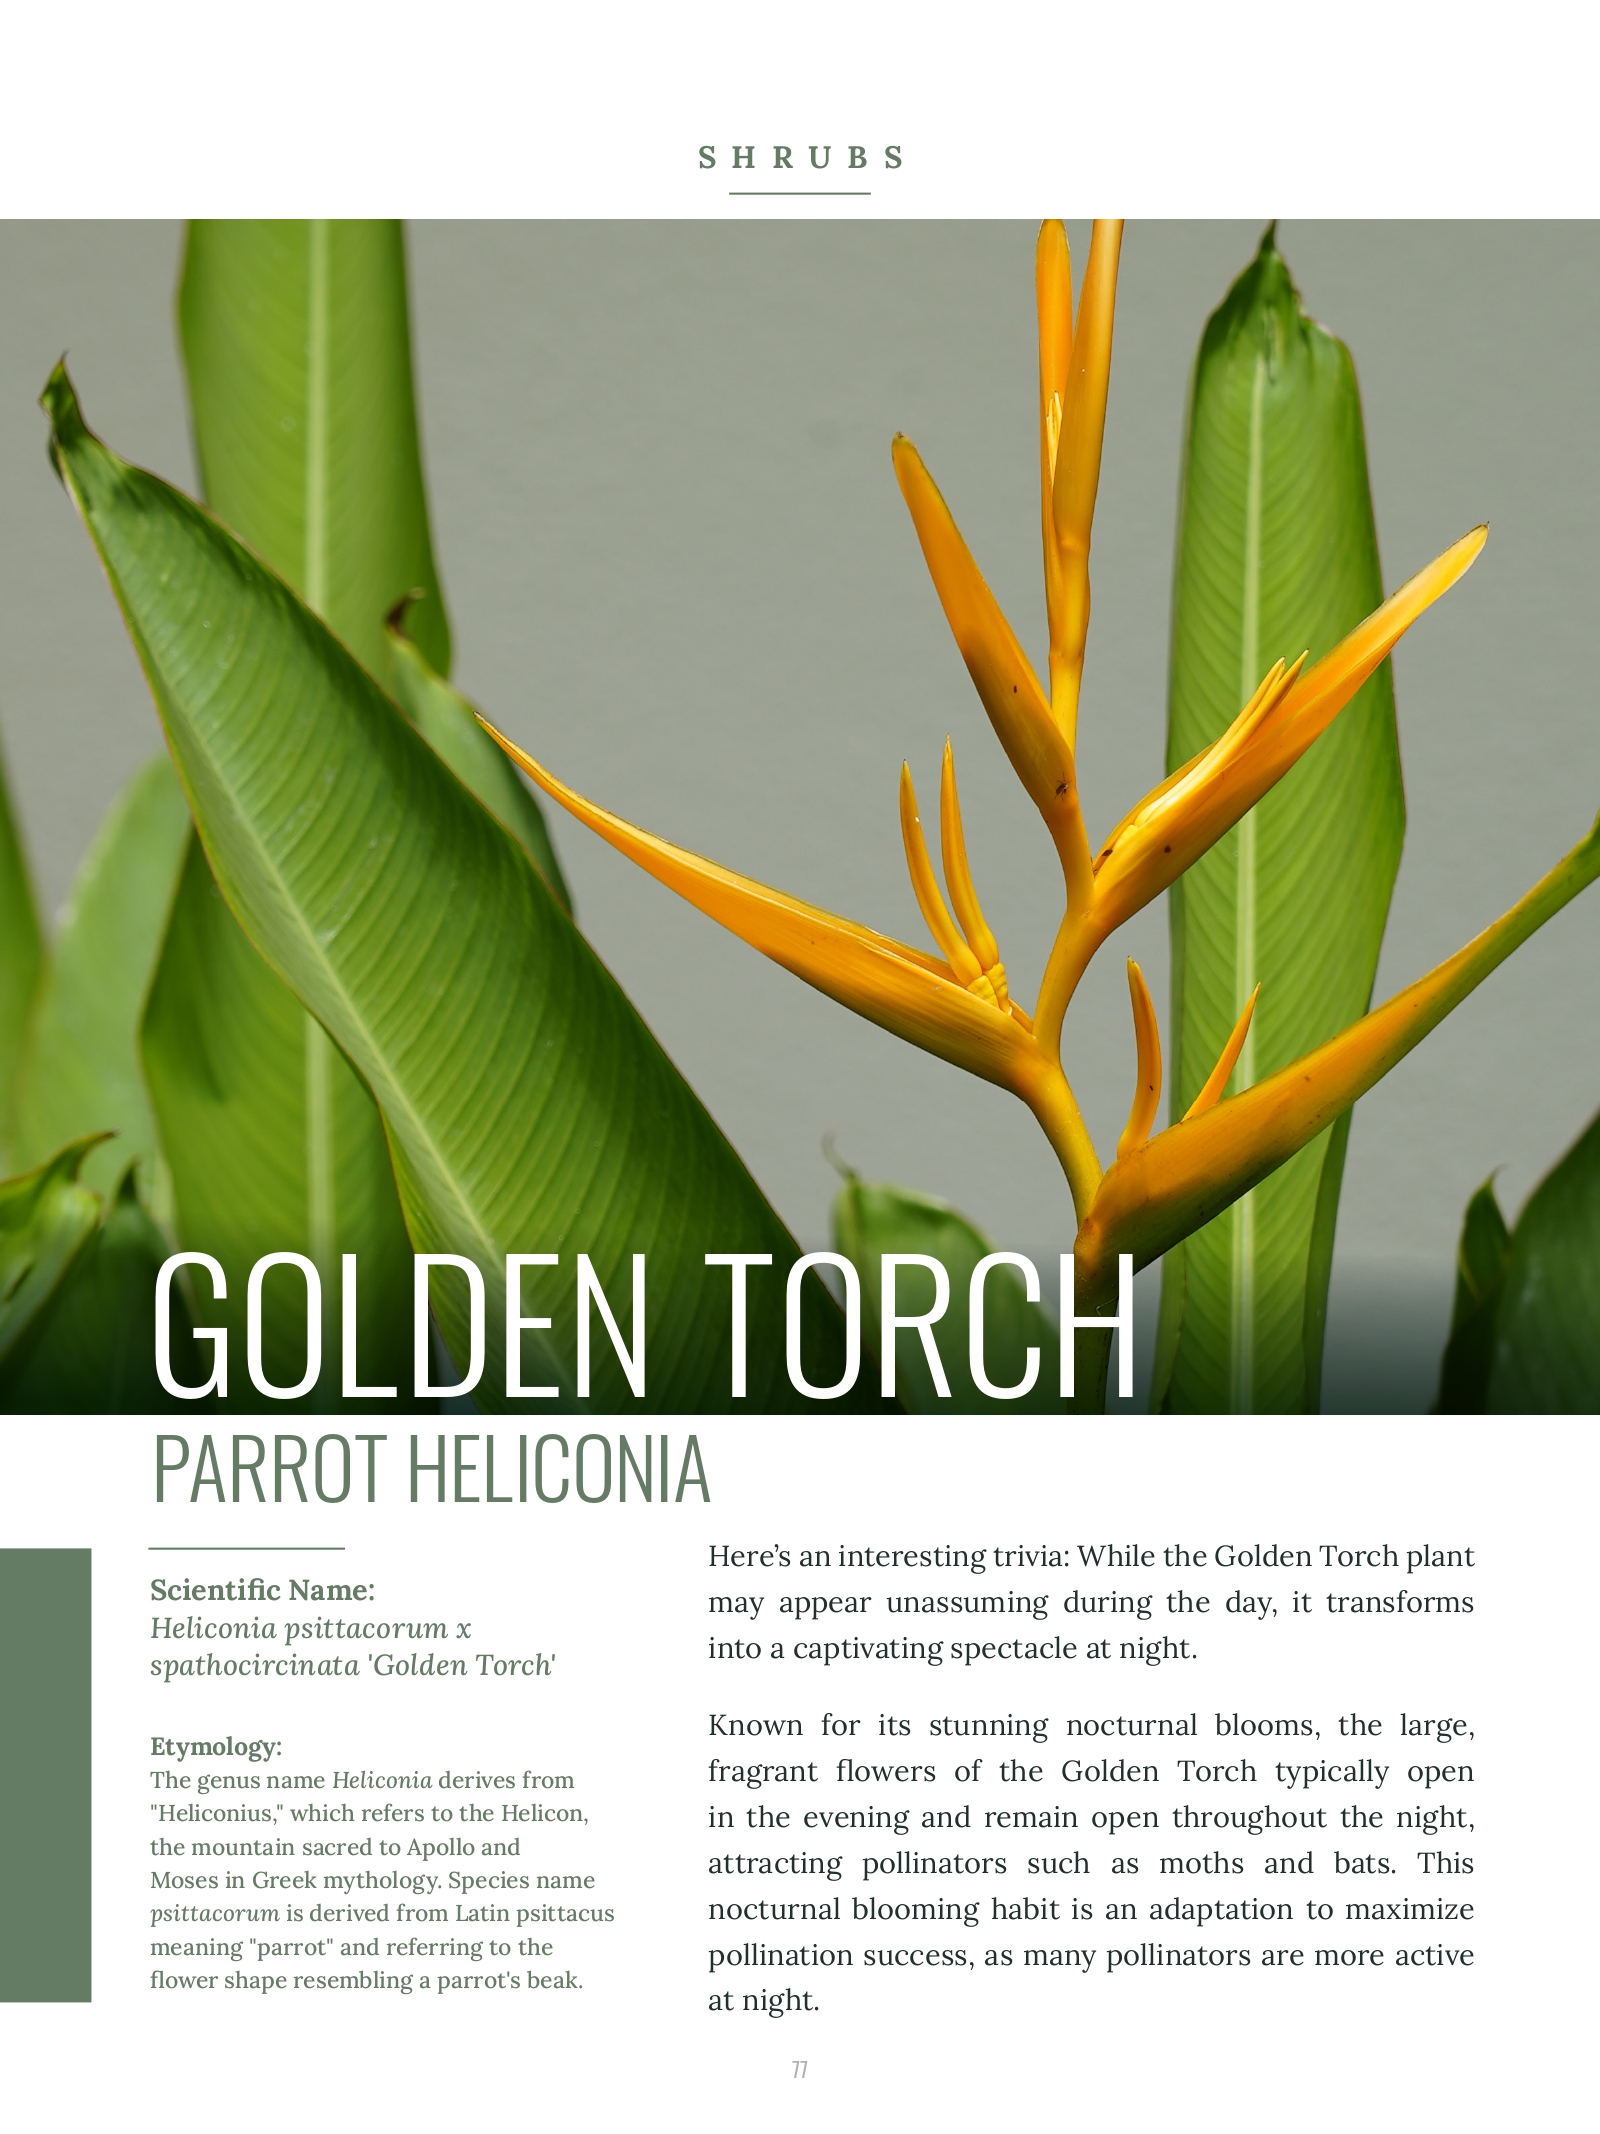 SHRUBS
GOLDEN TORCH
PARROT HELICONIA
Scientific Name:
Heliconia psittacorum x
spathocircinata 'Golden Torch'
Etymology:
The genus name Heliconia derives from
"Heliconius," which refers to the Helicon,
the mountain sacred to Apollo and
Moses in Greek mythology. Species name
psittacorum is derived from Latin psittacus
meaning "parrot" and referring to the
flower shape resembling a parrot's beak.
Here’s an interesting trivia: While the Golden Torch plant
may appear unassuming during the day, it transforms
into a captivating spectacle at night.
Known for its stunning nocturnal blooms, the large,
fragrant flowers of the Golden Torch typically open
in the evening and remain open throughout the night,
attracting pollinators such as moths and bats. This
nocturnal blooming habit is an adaptation to maximize
pollination success, as many pollinators are more active
at night.
77